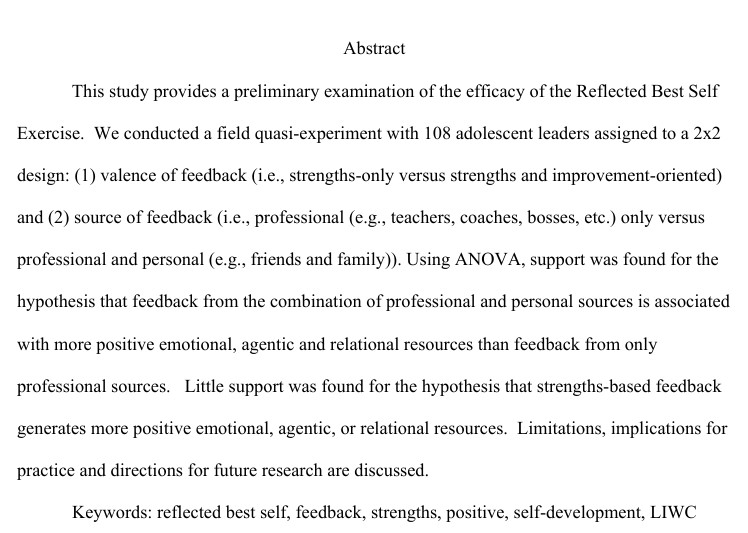 Abstract
This study provides a preliminary examination of the efficacy of the Reflected Best Self
Exercise.  We conducted a field quasi-experiment with 108 adolescent leaders assigned to a 2x2
design: (1) valence of feedback (i.e., strengths-only versus strengths and improvement-oriented)
and (2) source of feedback (i.e., professional (e.g., teachers, coaches, bosses, etc.) only versus
professional and personal (e.g., friends and family)). Using ANOVA, support was found for the
hypothesis that feedback from the combination of professional and personal sources is associated
with more positive emotional, agentic and relational resources than feedback from only
professional sources.   Little support was found for the hypothesis that strengths-based feedback
generates more positive emotional, agentic, or relational resources.  Limitations, implications for
practice and directions for future research are discussed.
Keywords: reflected best self, feedback, strengths, positive, self-development, LIWC